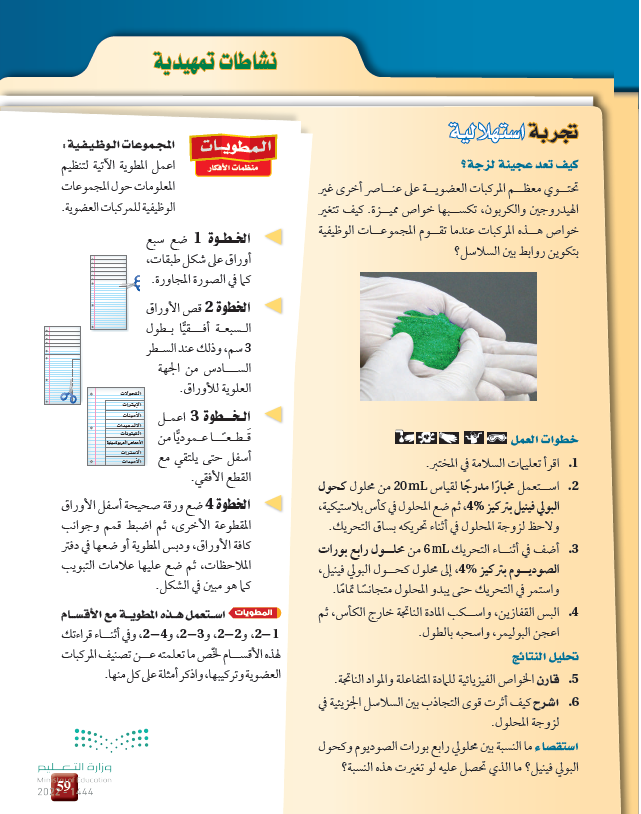 نشاطات تمهيدية
تجربة استهلالية
كيف تعد عجينة لزجة؟
تحتوي معظم المركبات العضوية على عناصر أخرى غير
الهيدروجين والكربون، تكسبها خواص مميزة. كيف تتغير
خواص هذه المركبات عندما تقوم المجموعات الوظيفية
بتكوين روابط بين السلاسل؟
خطوات العمل
1. اقرأ تعليمات السلامة في المختبر.
2. استعمل مخبارًا مدرجًا لقياس 20 mL من محلول كحول
البولي فينيل بتركيز 4%، ثم ضع المحلول في كأس بلاستيكية،
ولاحظ لزوجة المحلول في أثناء تحريكه بساق التحريك.
3. أضف في أثناء التحريك 6 mL من محلول رابع بورات
الصوديوم بتركيز 4%، إلى محلول كحول البولي فينيل،
واستمر في التحريك حتى يبدو المحلول متجانسًا تمامًا.
4. البس القفازين، واسكب المادة الناتجة خارج الكأس، ثم
اعجن البوليمر، واسحبه بالطول.
تحليل النتائج
5. قارن الخواص الفيزيائية للمادة المتفاعلة والمواد الناتجة.
6. اشرح كيف أثرت قوى التجاذب بين السلاسل الجزيئية في
لزوجة المحلول.
استقصاء ما النسبة بين محلولي رابع بورات الصوديوم وكحول
البولي فينيل؟ ما الذي تحصل عليه لو تغيرت هذه النسبة؟
المطويات
منظمات الأفكار
المجموعات الوظيفية:
اعمل المطوية الآتية لتنظيم
المعلومات حول المجموعات
الوظيفية للمركبات العضوية.
الخطوة 1 ضع سبع
أوراق على شكل طبقات،
كما في الصورة المجاورة.
الخطوة 2 قص الأوراق
السبعة أفقيًّا بطول
3 سم، وذلك عند السطر
السادس من الجهة
العلوية للأوراق.
الخطوة 3 اعمل
قطعًا عموديًّا من
أسفل حتى يلتقي مع
القطع الأفقي.
الخطوة 4 ضع ورقة صحيحة أسفل الأوراق
المقطوعة الأخرى، ثم اضبط قمم وجوانب
كافة الأوراق، ودبس المطوية أو ضعها في دفتر
الملاحظات، ثم ضع عليها علامات التبويب
كما هو مبين في الشكل.
المطويات استعمل هذه المطوية مع الأقسام
1–2، و2–2، و3–2، و4–2، وفي أثناء قراءتك
لهذه الأقسام لخّص ما تعلمته عن تصنيف المركبات
العضوية وتركيبها، واذكر أمثلة على كل منها.
الكحولات
الإيثرات
الأمينات
الألدهيدات
الكيتونات
الأحماض الكربوكسيلية
الإسترات
الأميدات
وزارة التعليم
Ministry of Education
2022 - 1444
59